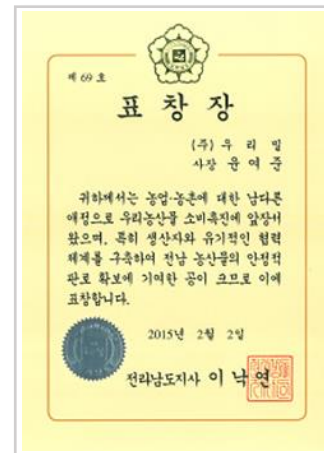 제 69 호
표 창 장
(주) 우 리 밀
사장 윤 여 준
귀하께서는 농업·농촌에 대한 남다른
애정으로 우리농산물 소비촉진에 앞장서
왔으며, 특히 생산자와 유기적인 협력
체계를 구축하여 전남 농산물의 안정적
판로 확보에 기여한 공이 크므로 이에
표창합니다.
2015년 2월 2일
전라남도지사 이 낙 연